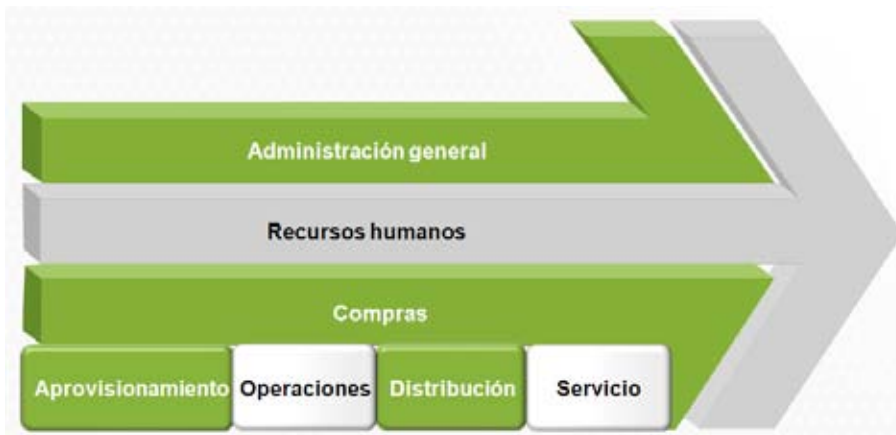 Administración general
Recursos humanos
Compras
Aprovisionamiento Operaciones Distribución Servicio